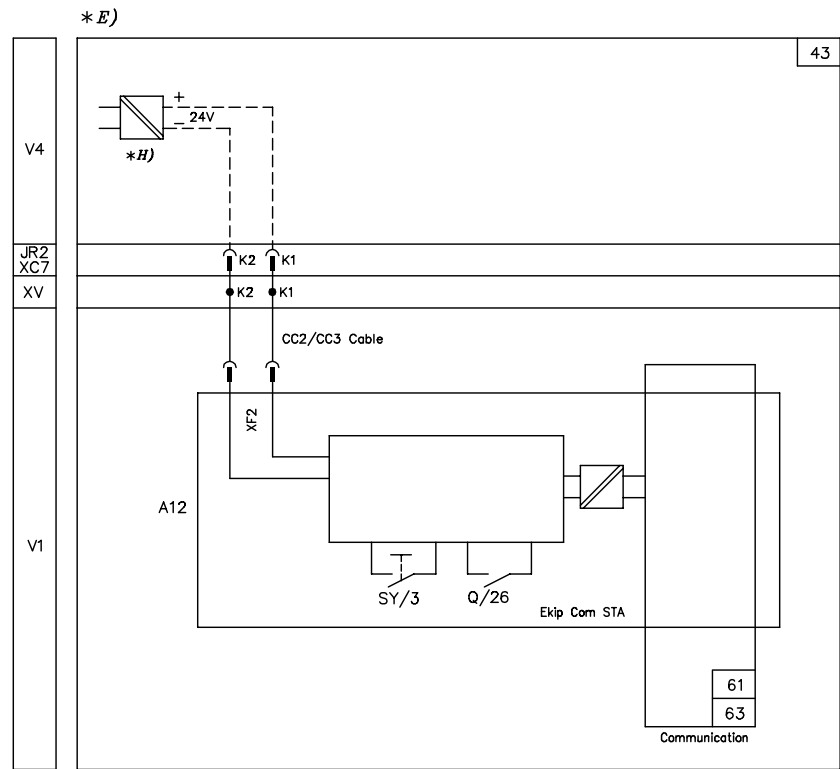 *E)
43
+
24V
−
*H)
V4
JR2
XC7
K2 K1
XV
K2 K1
CC2/CC3 Cable
XF2
A12
V1
SY/3
Q/26
Ekip Com STA
61
63
Communication